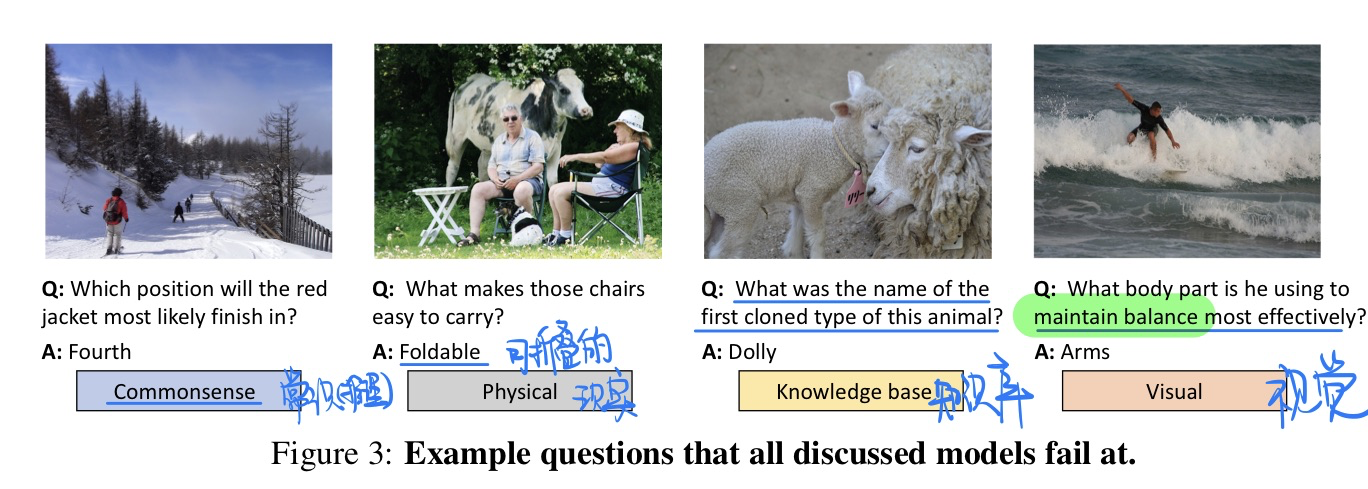 Q: Which position will the red
jacket most likely finish in?
A: Fourth
Commonsense
常识(推理)
Q: What makes those chairs
easy to carry?
A: Foldable
可折叠的
Physical
现实
Q: What was the name of the
first cloned type of this animal?
A: Dolly
Knowledge base
知识库
Q: What body part is he using to
maintain balance most effectively?
A: Arms
Visual
视觉
Figure 3: Example questions that all discussed models fail at.